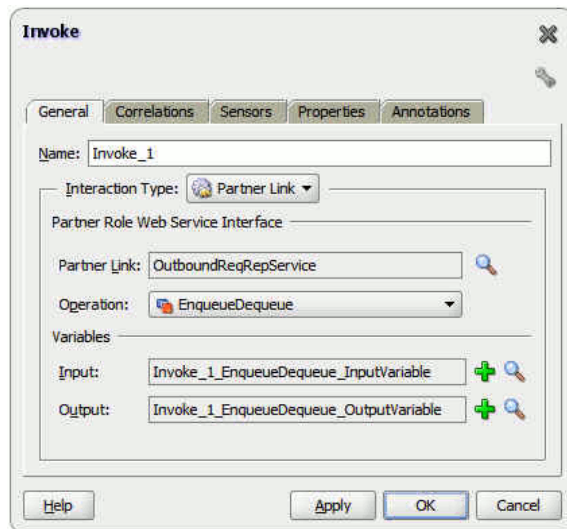 Invoke
General Correlations Sensors Properties Annotations
Name: Invoke_1
Interaction Type: Partner Link
Partner Role Web Service Interface
Partner Link: OutboundReqRepService
Operation: EnqueueDequeue
Variables
Input: Invoke_1_EnqueueDequeue_InputVariable
Output: Invoke_1_EnqueueDequeue_OutputVariable
Help Apply OK Cancel